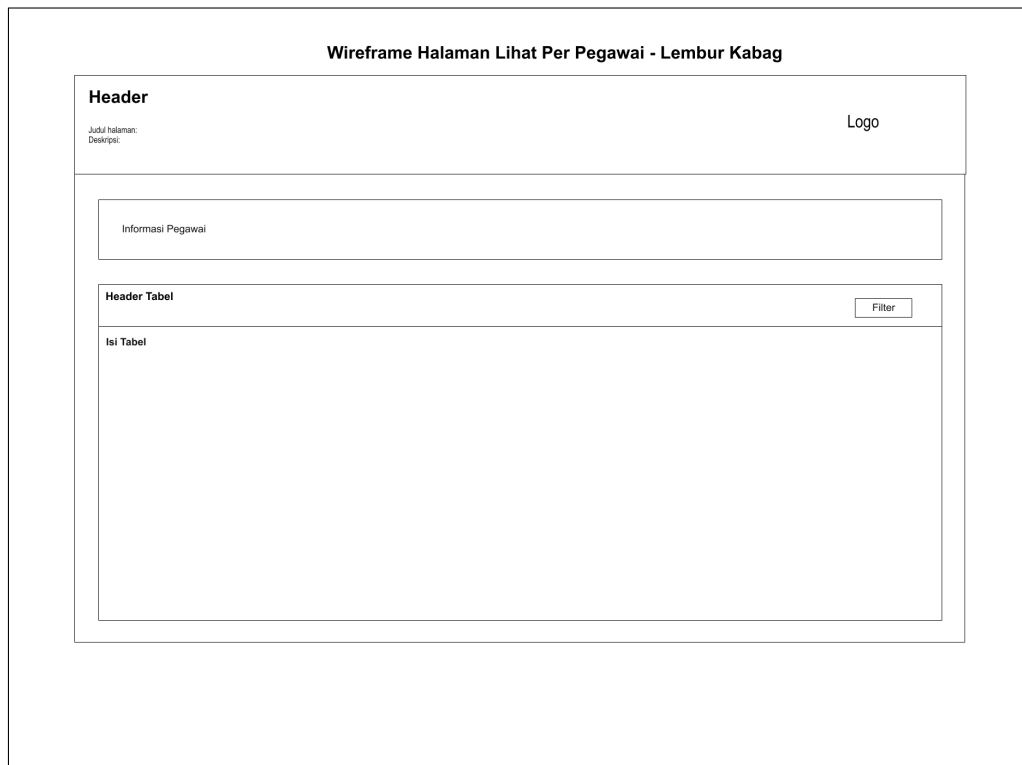 Wireframe Halaman Lihat Per Pegawai - Lembur Kabag
Header
Logo
Judul halaman:
Deskripsi:
Informasi Pegawai
Header Tabel
Filter
Isi Tabel